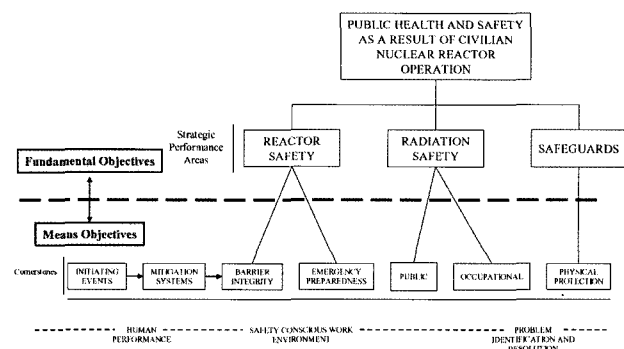 PUBLIC HEALTH AND SAFETY
AS A RESULT OF CIVILIAN
NUCLEAR REACTOR
OPERATION
Strategic
Performance
Areas
REACTOR
SAFETY
RADIATION
SAFETY
SAFEGUARDS
Fundamental Objectives
Means Objectives
Cornerstones
INITIATING
EVENTS
MITIGATION
SYSTEMS
BARRIER
INTEGRITY
EMERGENCY
PREPAREDNESS
PUBLIC
OCCUPATIONAL
PHYSICAL
PROTECTION
HUMAN
PERFORMANCE
SAFETY CONSCIOUS WORK
ENVIRONMENT
PROBLEM
IDENTIFICATION AND
RESOLUTION